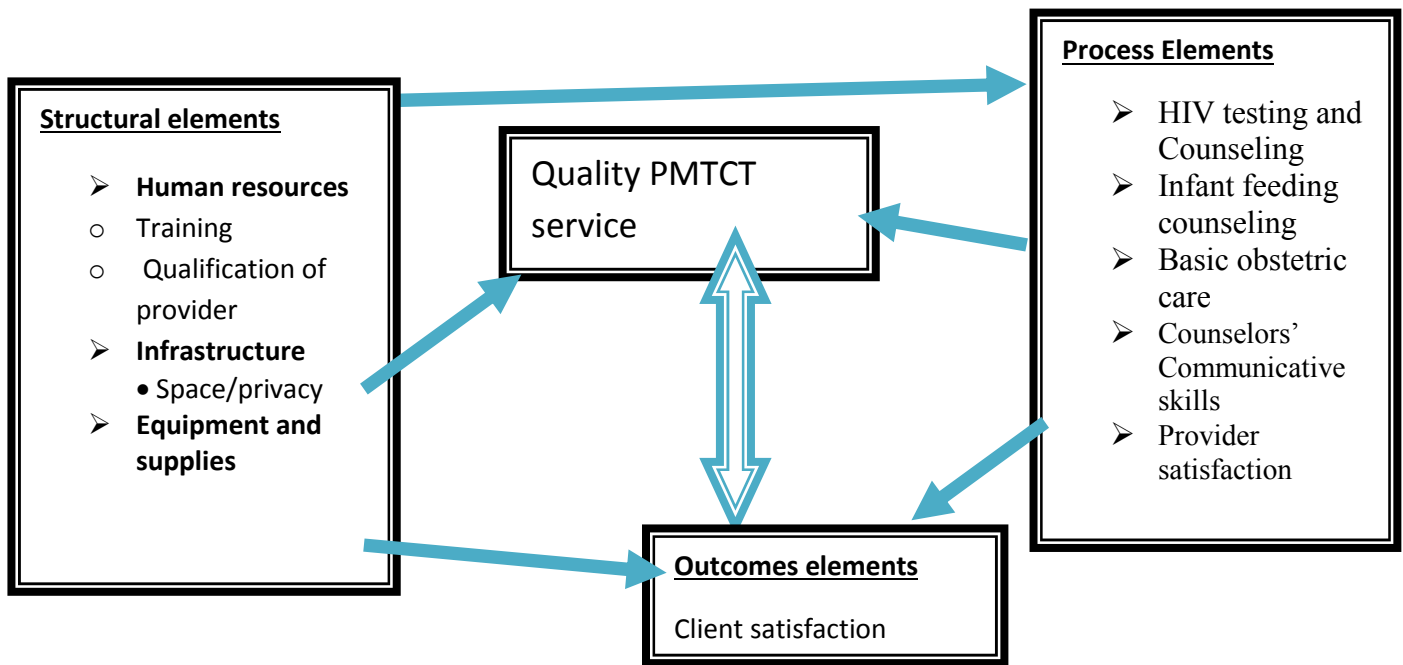 Structural elements
➢ Human resources
o Training
o Qualification of
provider
➢ Infrastructure
• Space/privacy
➢ Equipment and
supplies
Quality PMTCT
service
Process Elements
➢ HIV testing and
Counseling
➢ Infant feeding
counseling
➢ Basic obstetric
care
➢ Counselors’
Communicative
skills
➢ Provider
satisfaction
Outcomes elements
Client satisfaction